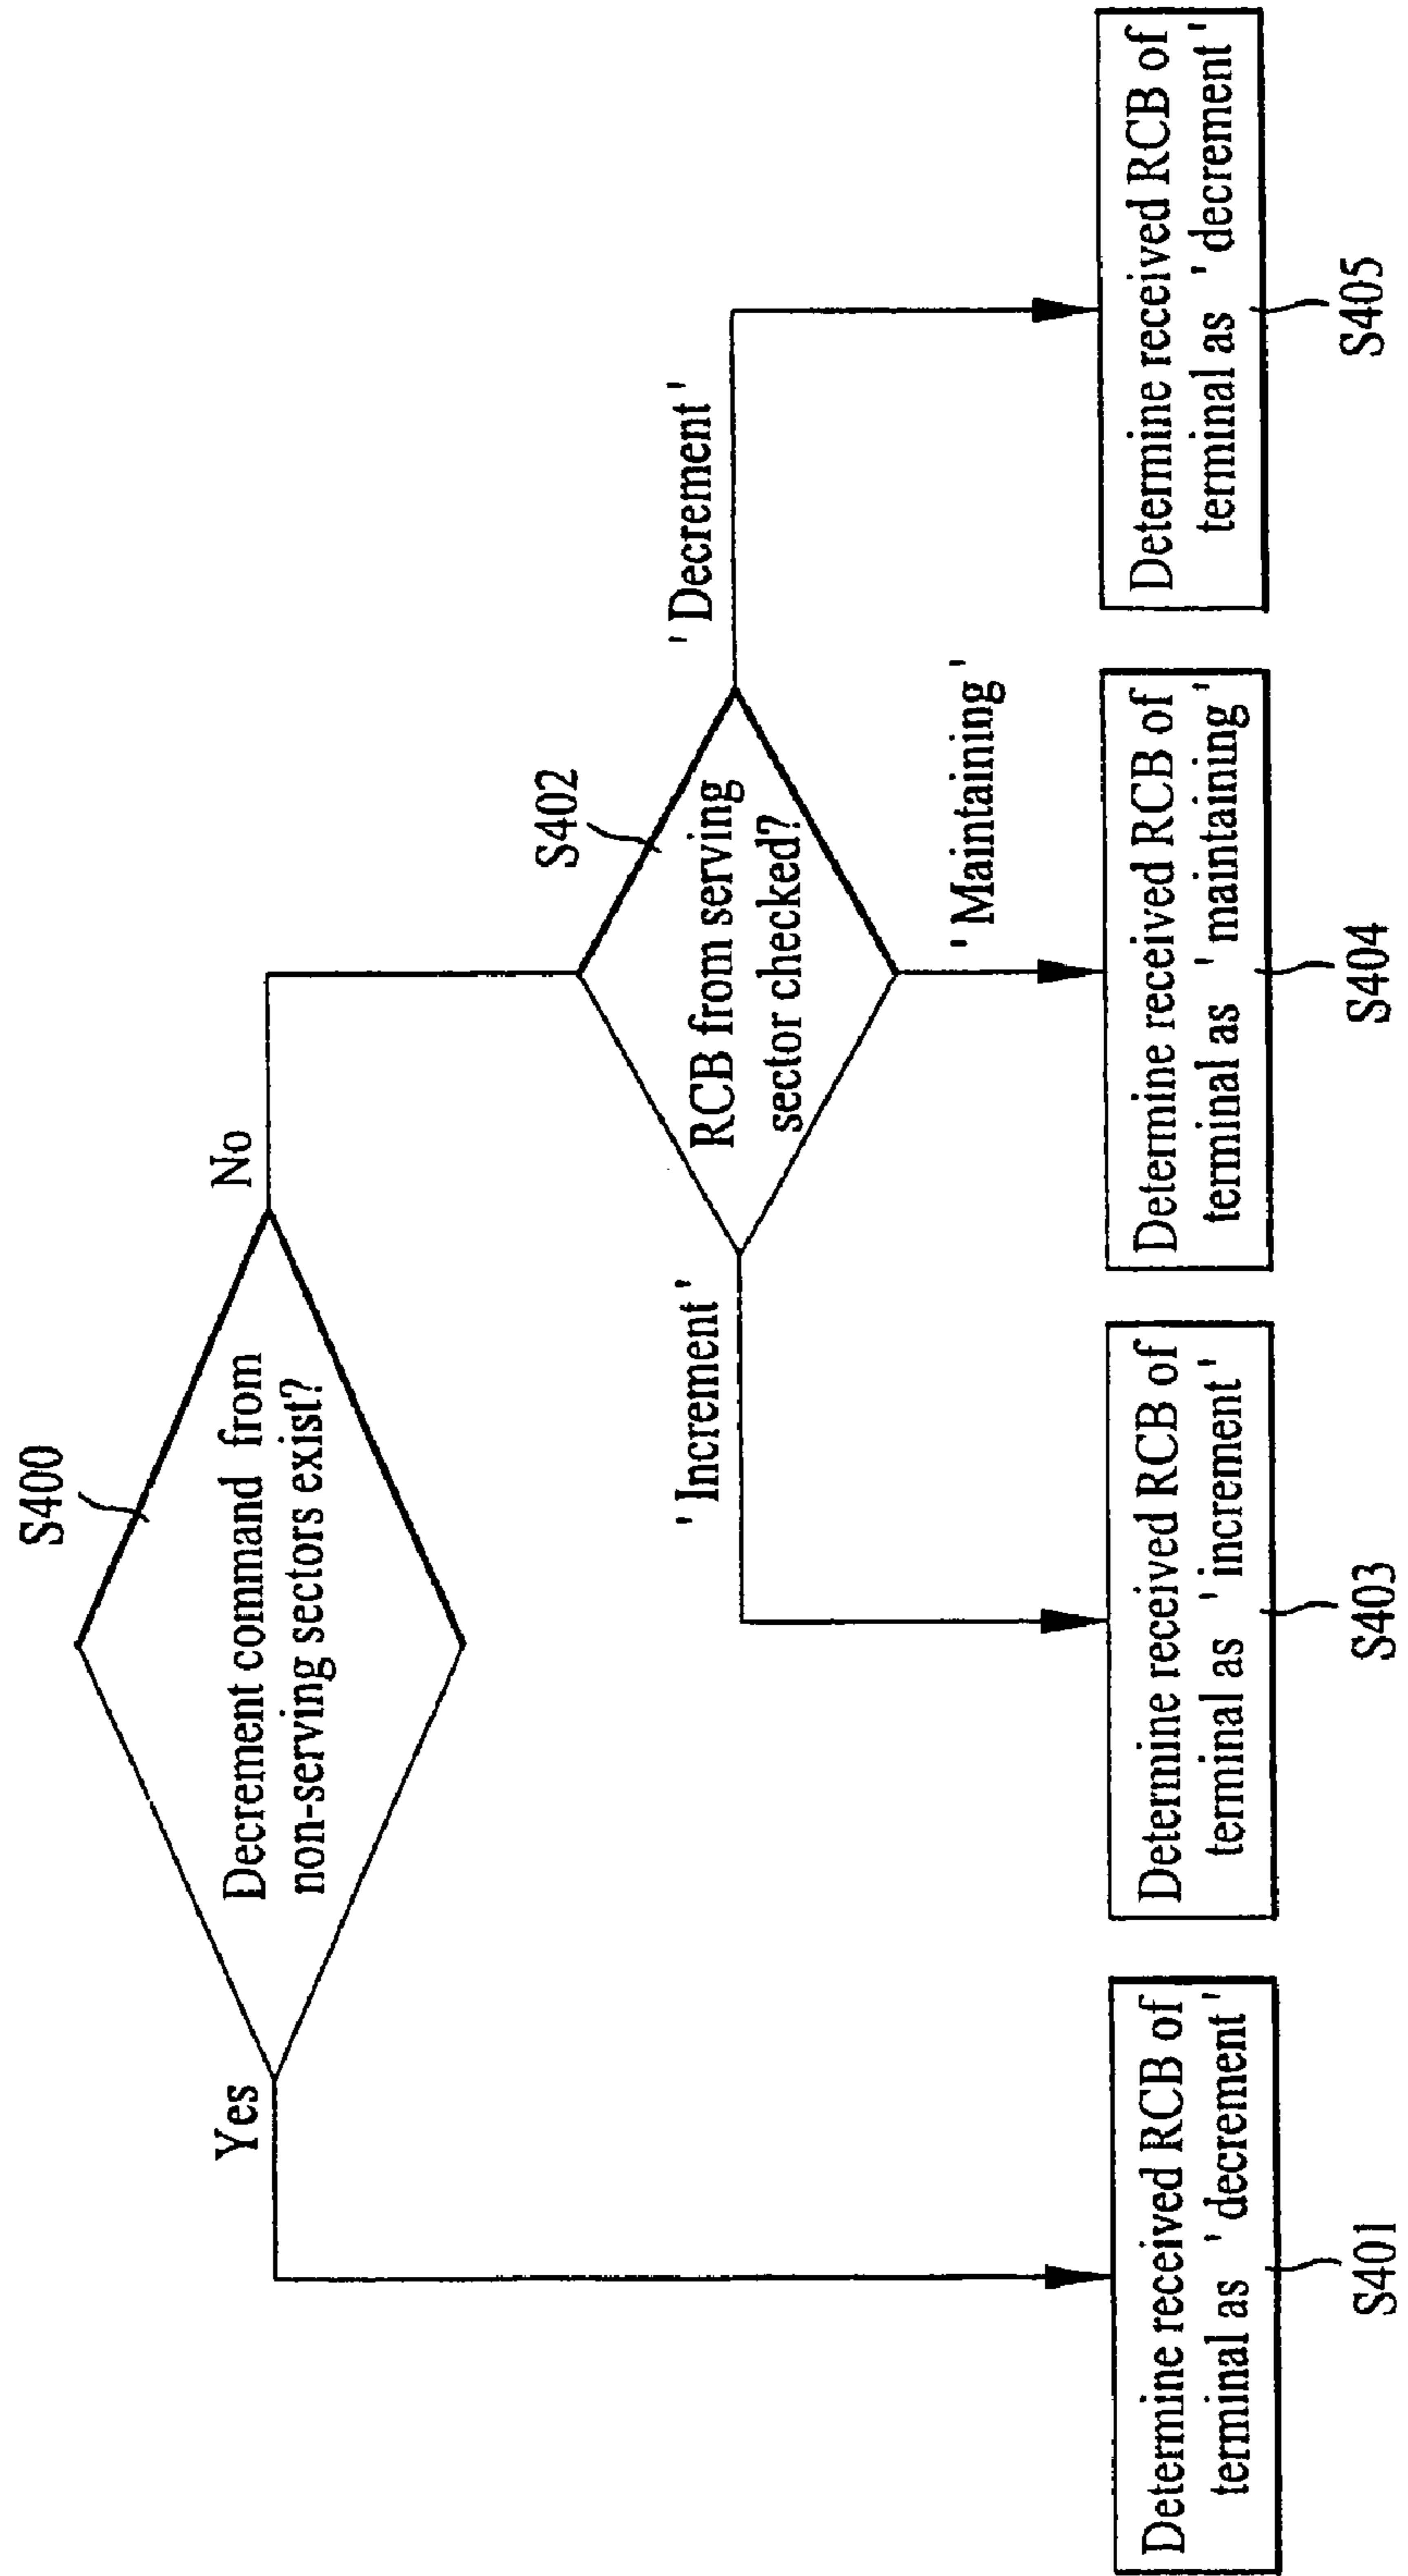 S400
Decrement command from
non-serving sectors exist?
Yes
No
S402
RCB from serving
sector checked?
' Increment '
' Decrement '
' Maintaining '
Determine received RCB of
terminal as ' decrement '
S401
Determine received RCB of
terminal as ' increment '
S403
Determine received RCB of
terminal as ' maintaining '
S404
Determine received RCB of
terminal as ' decrement '
S405